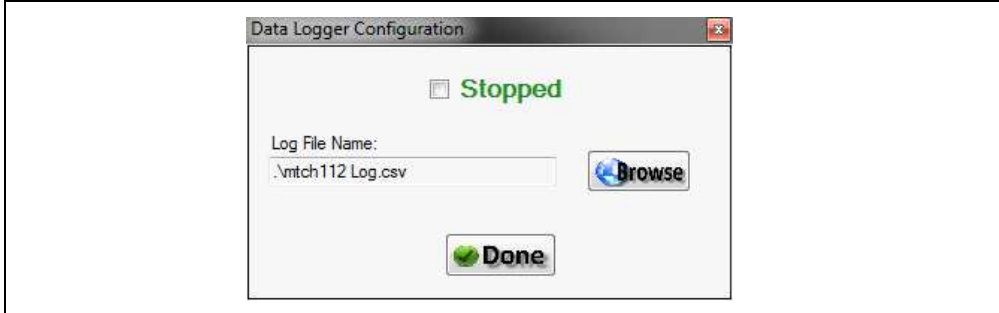 Data Logger Configuration
Stopped
Log File Name:
.\mtch112 Log.csv
Browse
Done